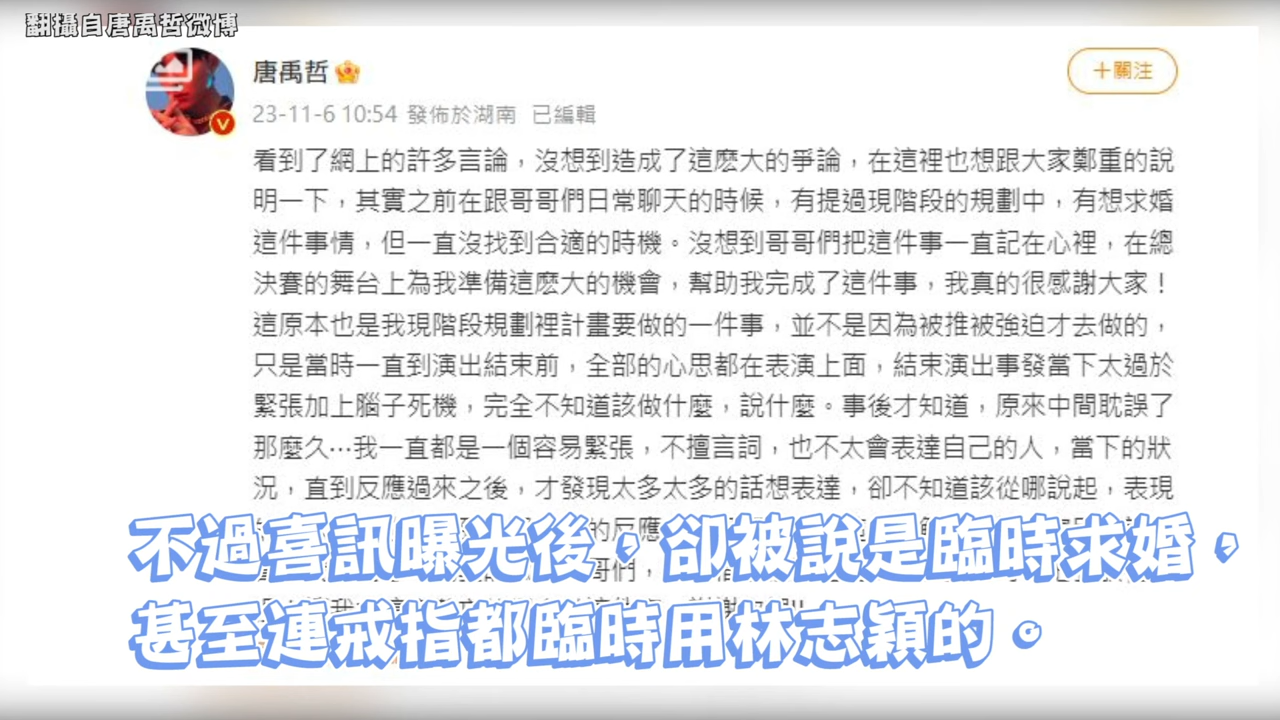 翻攝自唐禹哲微博
唐禹哲
十關注
23-11-6 10:54 發佈於湖南 已編輯
看到了網上的許多言論，沒想到造成了這麼大的爭論，在這裡也想跟大家鄭重的說
明一下，其實之前在跟哥哥們日常聊天的時候，有提過現階段的規劃中，有想求婚
這件事情，但一直沒找到合適的時機。沒想到哥哥們把這件事一直記在心裡，在總
決賽的舞台上為我準備這麼大的機會，幫助我完成了這件事，我真的很感謝大家！
這原本也是我現階段規劃裡計畫要做的一件事，並不是因為被推被強迫才去做的，
只是當時一直到演出結束前，全部的心思都在表演上面，結束演出事發當下太過於
緊張加上腦子死機，完全不知道該做什麼，說什麼。事後才知道，原來中間耽誤了
那麼久…我一直都是一個容易緊張，不擅言詞，也不太會表達自己的人，當下的狀
況，直到反應過來之後，才發現太多太多的話想表達，卻不知道該從哪說起，表現
的反應
哥們，
不過喜訊曝光後，卻被說是臨時求婚，
甚至連戒指都臨時用林志穎的。